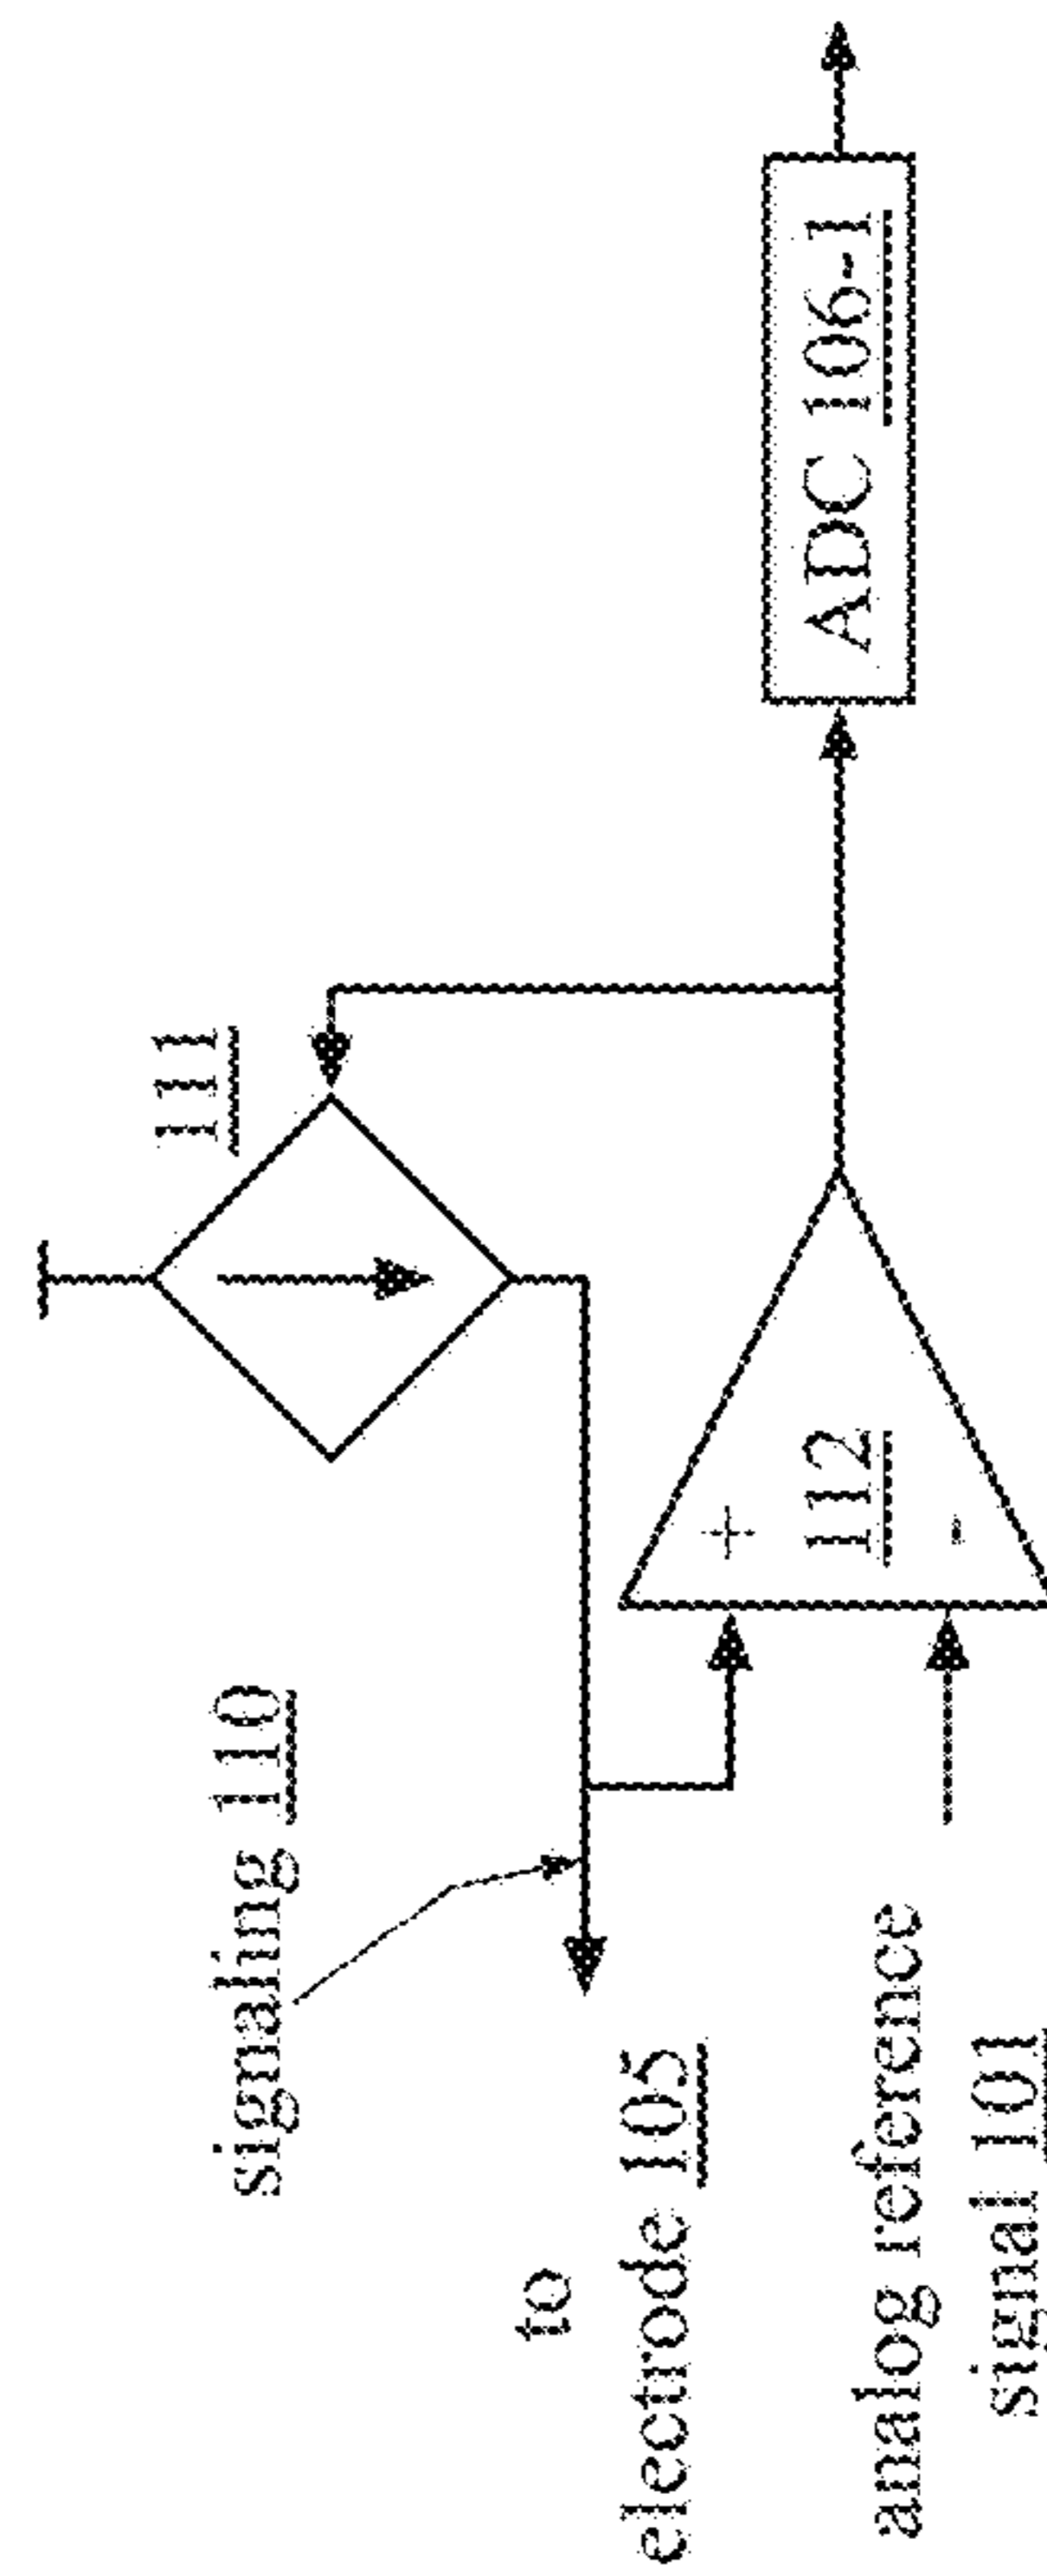 111
signaling 110
to
electrode 105
+
112
-
ADC 106-1
analog reference
signal 101